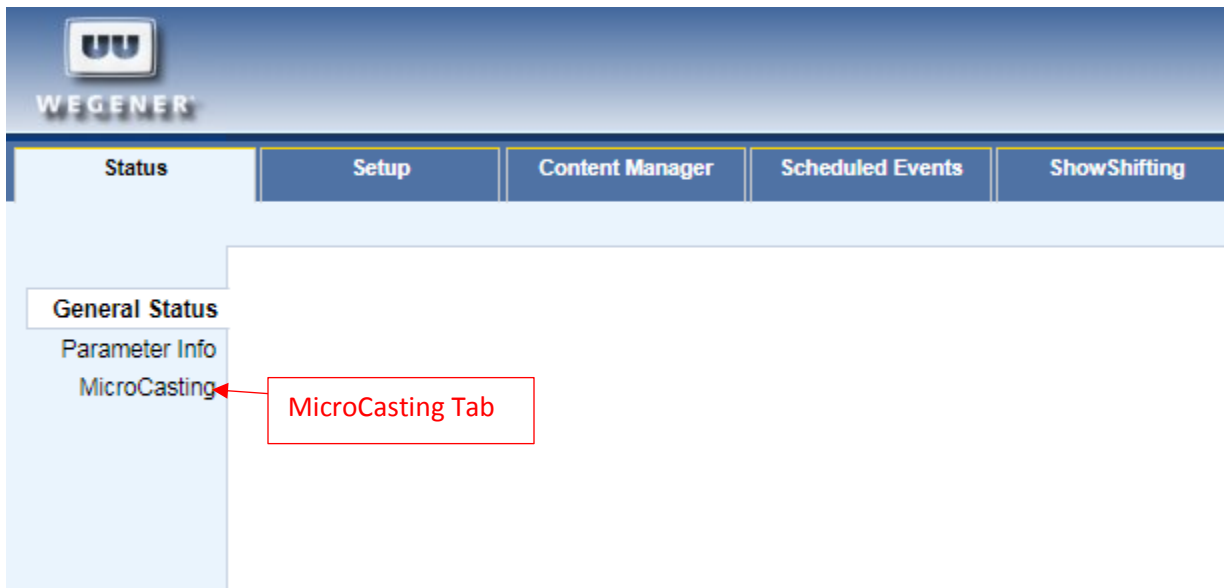 WEGENER
Status Setup Content Manager Scheduled Events ShowShifting
General Status
Parameter Info
MicroCasting
MicroCasting Tab